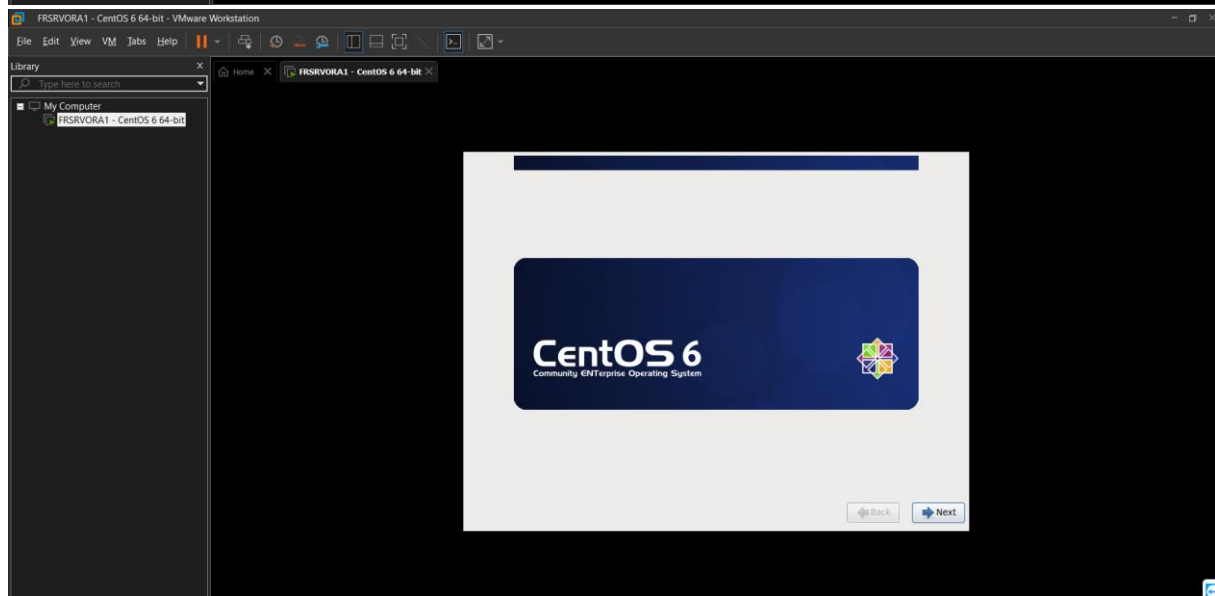 FRSRVORA1 - CentOS 6 64-bit - VMware Workstation
File Edit View VM Tabs Help
Library
Type here to search
My Computer
FRSRVORA1 - CentOS 6 64-bit
Home
FRSRVORA1 - CentOS 6 64-bit
CentOS 6
Community ENTerprise Operating System
Back Next